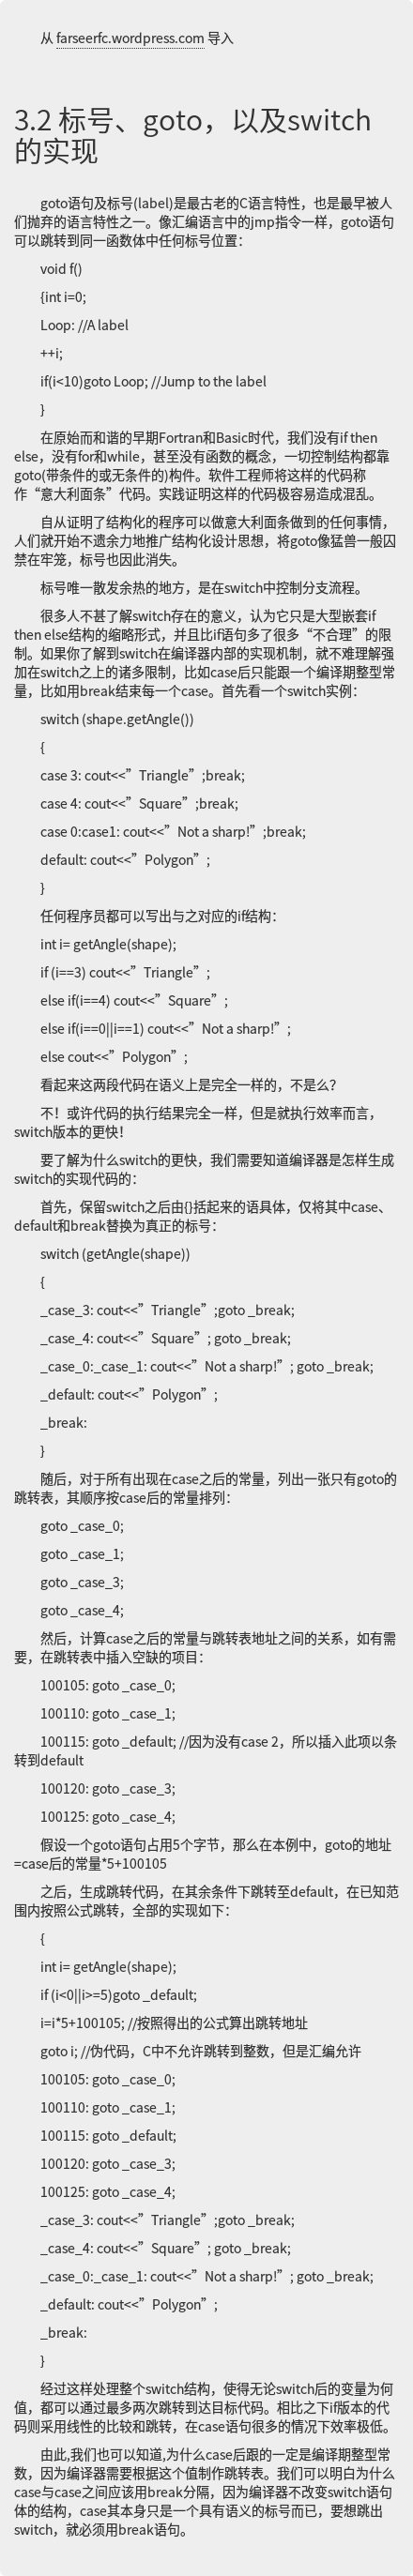 从 farseerfc.wordpress.com 导入
3.2 标号、goto，以及switch
的实现
goto语句及标号(label)是最古老的C语言特性，也是最早被人
们抛弃的语言特性之一。像汇编语言中的jmp指令一样，goto语句
可以跳转到同一函数体中任何标号位置：
void f()
{int i=0;
Loop: //A label
++i;
if(i<10)goto Loop; //Jump to the label
}
在原始而和谐的早期Fortran和Basic时代，我们没有if then
else，没有for和while，甚至没有函数的概念，一切控制结构都靠
goto(带条件的或无条件的)构件。软件工程师将这样的代码称
作“意大利面条”代码。实践证明这样的代码极容易造成混乱。
自从证明了结构化的程序可以做意大利面条做到的任何事情，
人们就开始不遗余力地推广结构化设计思想，将goto像猛兽一般囚
禁在牢笼，标号也因此消失。
标号唯一散发余热的地方，是在switch中控制分支流程。
很多人不甚了解switch存在的意义，认为它只是大型嵌套if
then else结构的缩略形式，并且比if语句多了很多“不合理”的限
制。如果你了解到switch在编译器内部的实现机制，就不难理解强
加在switch之上的诸多限制，比如case后只能跟一个编译期整型常
量，比如用break结束每一个case。首先看一个switch实例：
switch (shape.getAngle())
{
case 3: cout<<”Triangle”;break;
case 4: cout<<”Square”;break;
case 0:case1: cout<<”Not a sharp!”;break;
default: cout<<”Polygon”;
}
任何程序员都可以写出与之对应的if结构：
int i= getAngle(shape);
if (i==3) cout<<”Triangle”;
else if(i==4) cout<<”Square”;
else if(i==0||i==1) cout<<”Not a sharp!”;
else cout<<”Polygon”;
看起来这两段代码在语义上是完全一样的，不是么？
不！或许代码的执行结果完全一样，但是就执行效率而言，
switch版本的更快！
要了解为什么switch的更快，我们需要知道编译器是怎样生成
switch的实现代码的：
首先，保留switch之后由{}括起来的语具体，仅将其中case、
default和break替换为真正的标号：
switch (getAngle(shape))
{
_case_3: cout<<”Triangle”;goto _break;
_case_4: cout<<”Square”; goto _break;
_case_0:_case_1: cout<<”Not a sharp!”; goto _break;
_default: cout<<”Polygon”;
_break:
}
随后，对于所有出现在case之后的常量，列出一张只有goto的
跳转表，其顺序按case后的常量排列：
goto _case_0;
goto _case_1;
goto _case_3;
goto _case_4;
然后，计算case之后的常量与跳转表地址之间的关系，如有需
要，在跳转表中插入空缺的项目：
100105: goto _case_0;
100110: goto _case_1;
100115: goto _default; //因为没有case 2，所以插入此项以条
转到default
100120: goto _case_3;
100125: goto _case_4;
假设一个goto语句占用5个字节，那么在本例中，goto的地址
=case后的常量*5+100105
之后，生成跳转代码，在其余条件下跳转至default，在已知范
围内按照公式跳转，全部的实现如下：
{
int i= getAngle(shape);
if (i<0||i>=5)goto _default;
i=i*5+100105; //按照得出的公式算出跳转地址
goto i; //伪代码，C中不允许跳转到整数，但是汇编允许
100105: goto _case_0;
100110: goto _case_1;
100115: goto _default;
100120: goto _case_3;
100125: goto _case_4;
_case_3: cout<<”Triangle”;goto _break;
_case_4: cout<<”Square”; goto _break;
_case_0:_case_1: cout<<”Not a sharp!”; goto _break;
_default: cout<<”Polygon”;
_break:
}
经过这样处理整个switch结构，使得无论switch后的变量为何
值，都可以通过最多两次跳转到达目标代码。相比之下if版本的代
码则采用线性的比较和跳转，在case语句很多的情况下效率极低。
由此,我们也可以知道,为什么case后跟的一定是编译期整型常
数，因为编译器需要根据这个值制作跳转表。我们可以明白为什么
case与case之间应该用break分隔，因为编译器不改变switch语句
体的结构，case其本身只是一个具有语义的标号而已，要想跳出
switch，就必须用break语句。